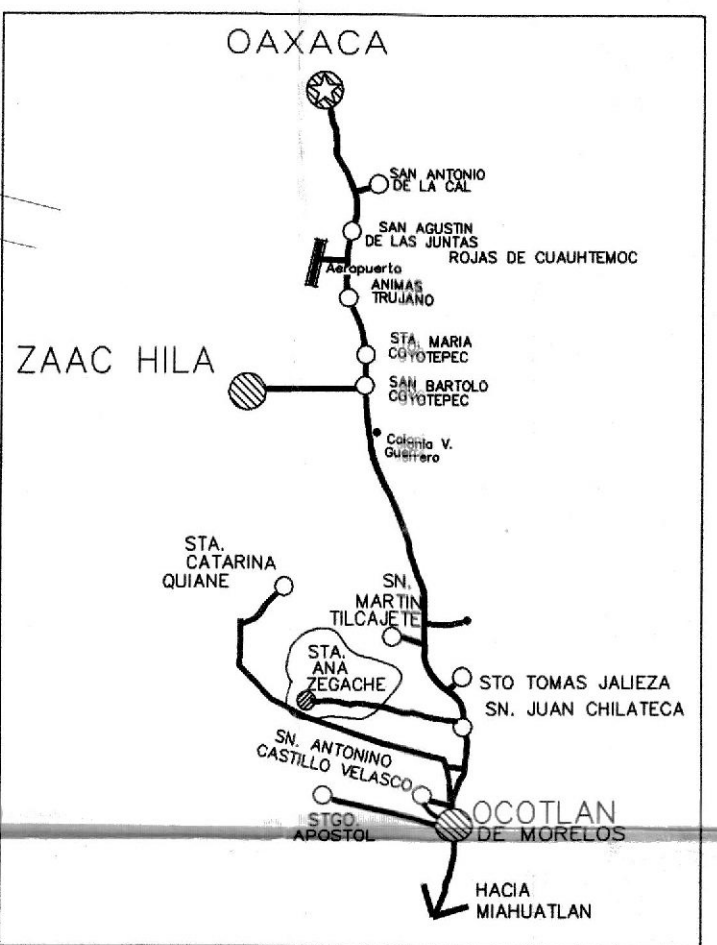 OAXACA
SAN ANTONIO
DE LA CAL
SAN AGUSTIN
DE LAS JUNTAS
ROJAS DE CUAUHTEMOC
Aeropuerto
ANIMAS
TRUJANO
STA. MARIA
COYOTEPEC
ZAAC HILA
SAN BARTOLO
COYOTEPEC
Colonia V.
Guerrero
STA.
CATARINA
QUIANE
SN.
MARTIN
TILCAJETE
STA.
ANA
ZEGACHE
STO TOMAS JALIEZA
SN. JUAN CHILATECA
SN. ANTONINO
CASTILLO VELASCO
STGO.
APOSTOL
OCOTLAN
DE MORELOS
HACIA
MIAHUATLAN